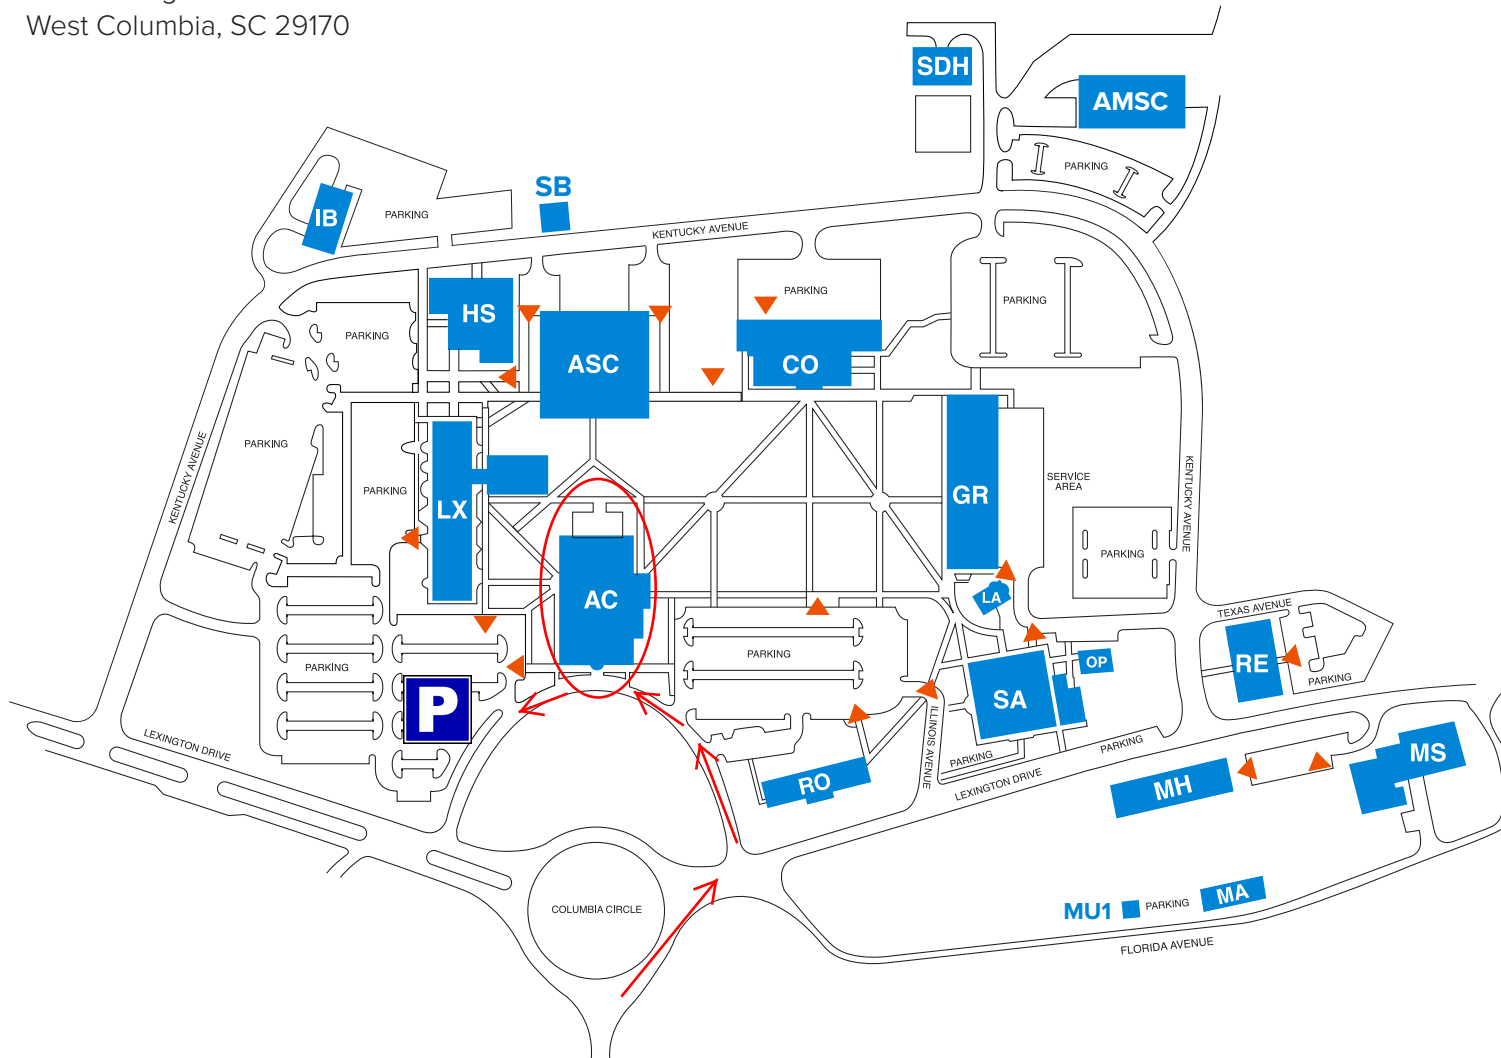 West Columbia, SC 29170
SDH
AMSC
PARKING
SB
IB
PARKING
KENTUCKY AVENUE
HS
PARKING
PARKING
PARKING
ASC
CO
PARKING
KENTUCKY AVENUE
PARKING
LX
GR
SERVICE
AREA
KENTUCKY AVENUE
PARKING
AC
LA
TEXAS AVENUE
PARKING
PARKING
OP
RE
PARKING
SA
P
ILLINOIS AVENUE
LEXINGTON DRIVE
PARKING
PARKING
MS
RO
LEXINGTON DRIVE
MH
COLUMBIA CIRCLE
MU1
PARKING
MA
FLORIDA AVENUE